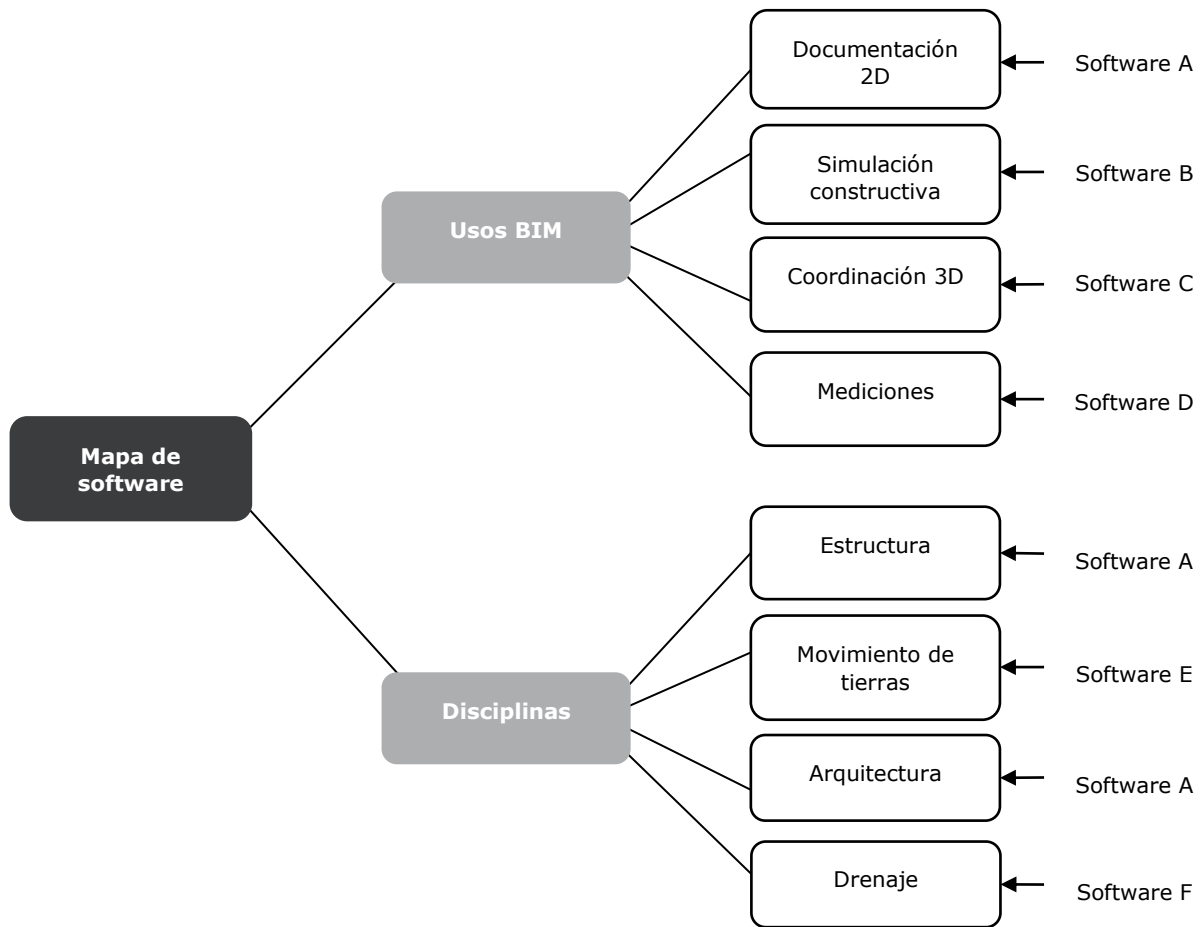 Documentación
2D
Software A
Simulación
constructiva
Software B
Usos BIM
Coordinación 3D
Software C
Mediciones
Software D
Mapa de
software
Estructura
Software A
Movimiento de
tierras
Software E
Disciplinas
Arquitectura
Software A
Drenaje
Software F